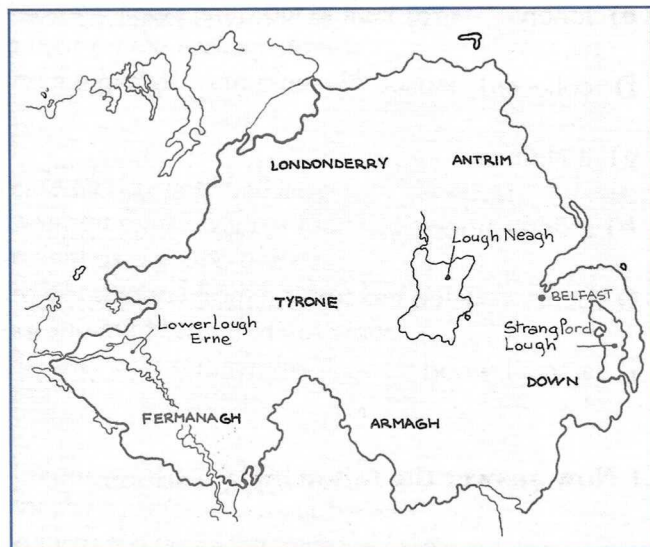 LONDONDERRY
ANTRIM
Lough Neagh
TYRONE
BELFAST
Lower Lough
Erne
Strangford
Lough
DOWN
FERMANAGH
ARMAGH